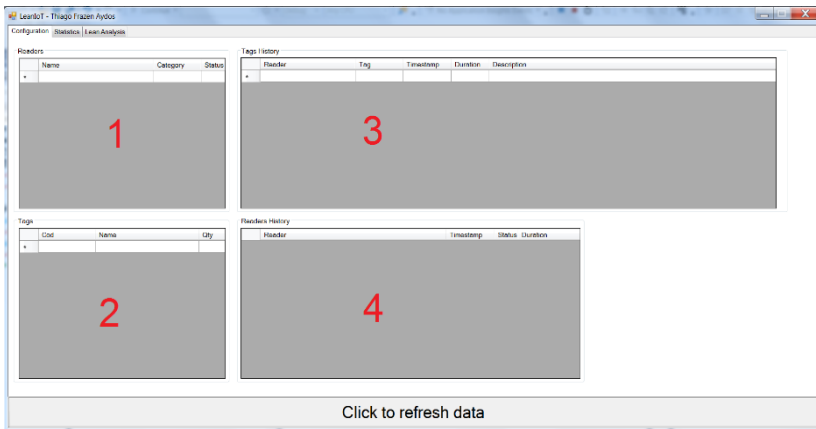 LeanIoT - Thiago Frazen Aydos
Configuration Statistics Lean Analysis
Readers
Name Category Status
1
Tags History
Reader Tag Timestamp Duration Description
3
Tags
Cod Name Qty
2
Readers History
Reader Timestamp Status Duration
4
Click to refresh data